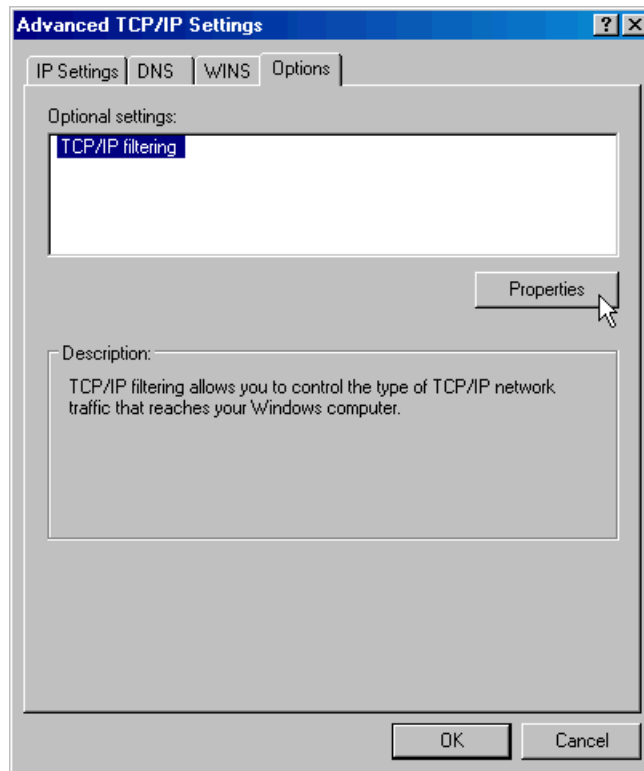 Advanced TCP/IP Settings
IP Settings DNS WINS Options
Optional settings:
TCP/IP filtering
Properties
Description:
TCP/IP filtering allows you to control the type of TCP/IP network
traffic that reaches your Windows computer.
OK Cancel